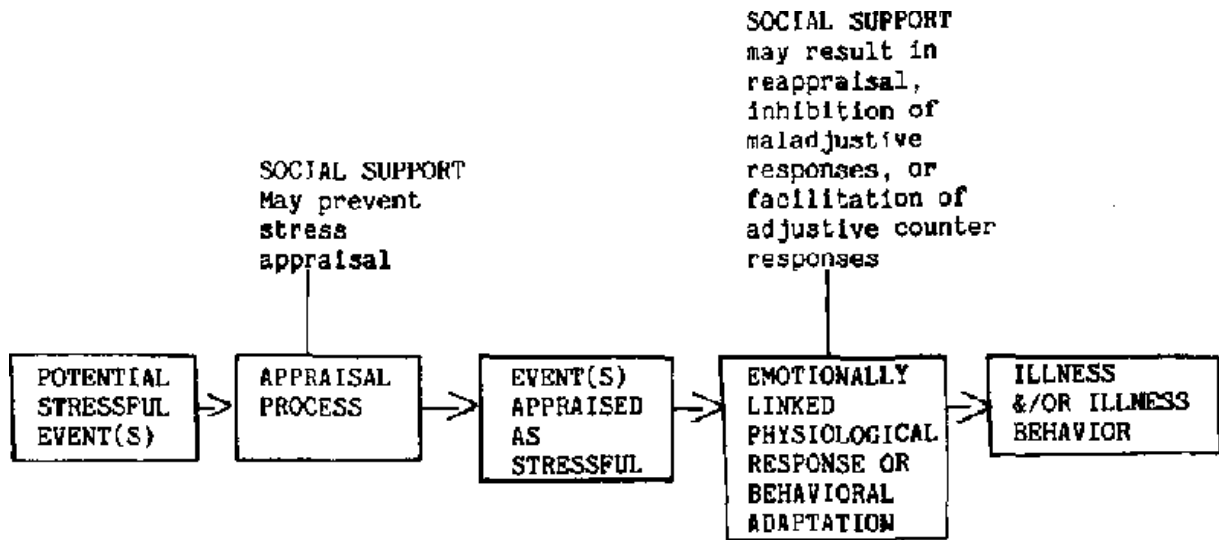 SOCIAL SUPPORT
May prevent
stress
appraisal
SOCIAL SUPPORT
may result in
reappraisal,
inhibition of
maladjustive
responses, or
facilitation of
adjustive counter
responses
POTENTIAL
STRESSFUL
EVENT(S)
APPRAISAL
PROCESS
EVENT(S)
APPRAISED
AS
STRESSFUL
EMOTIONALLY
LINKED
PHYSIOLOGICAL
RESPONSE OR
BEHAVIORAL
ADAPTATION
ILLNESS
&/OR ILLNESS
BEHAVIOR